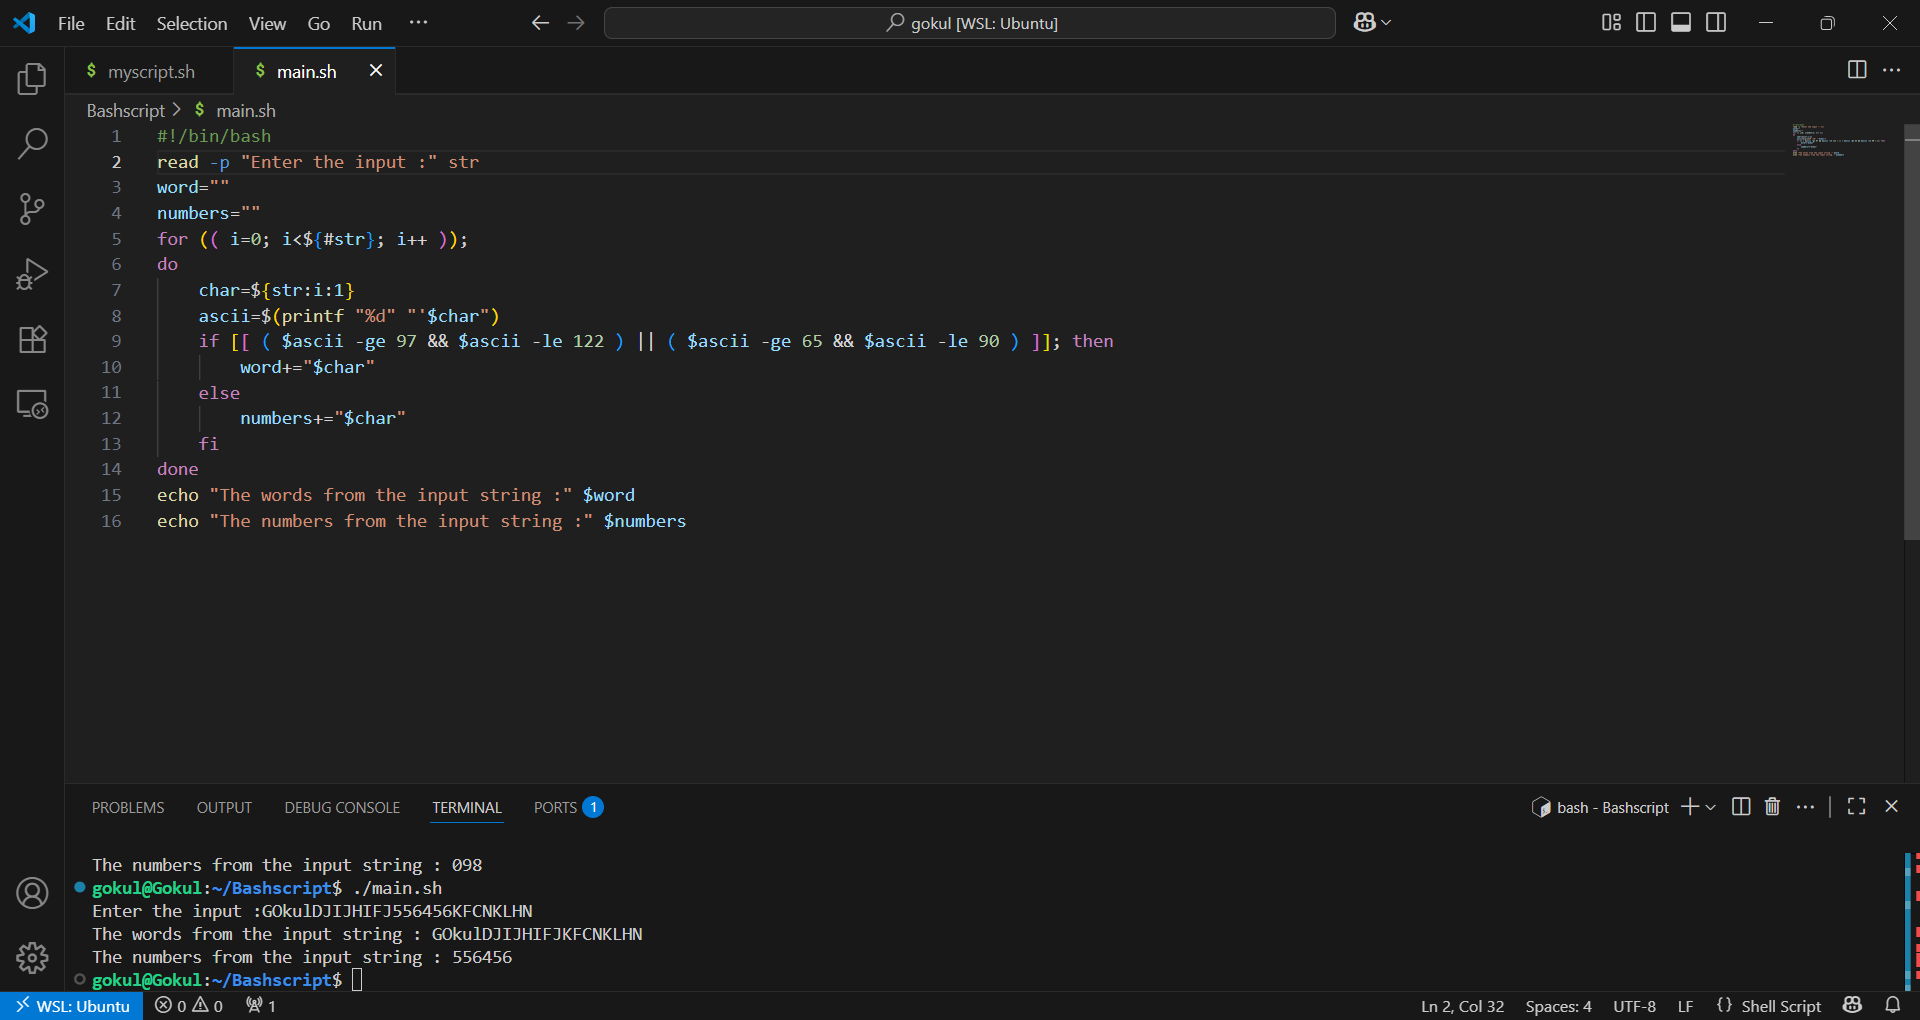 File Edit Selection View Go Run ···
gokul [WSL: Ubuntu]
$ myscript.sh
$ main.sh
Bashscript > $ main.sh
1 #!/bin/bash
2 read -p "Enter the input :" str
3 word=""
4 numbers=""
5 for (( i=0; i<${#str}; i++ ));
6 do
7 char=${str:i:1}
8 ascii=$(printf "%d" "'$char")
9 if [[ ( $ascii -ge 97 && $ascii -le 122 ) || ( $ascii -ge 65 && $ascii -le 90 ) ]]; then
10 word+="$char"
11 else
12 numbers+="$char"
13 fi
14 done
15 echo "The words from the input string :" $word
16 echo "The numbers from the input string :" $numbers
PROBLEMS OUTPUT DEBUG CONSOLE TERMINAL PORTS 1
bash - Bashscript
The numbers from the input string : 098
gokul@Gokul:~/Bashscript$ ./main.sh
Enter the input :GOkulDJIJHIFJ556456KFCNKLHN
The words from the input string : GOkulDJIJHIFJKFCNKLHN
The numbers from the input string : 556456
gokul@Gokul:~/Bashscript$
WSL: Ubuntu 0 0 1
Ln 2, Col 32 Spaces: 4 UTF-8 LF {} Shell Script